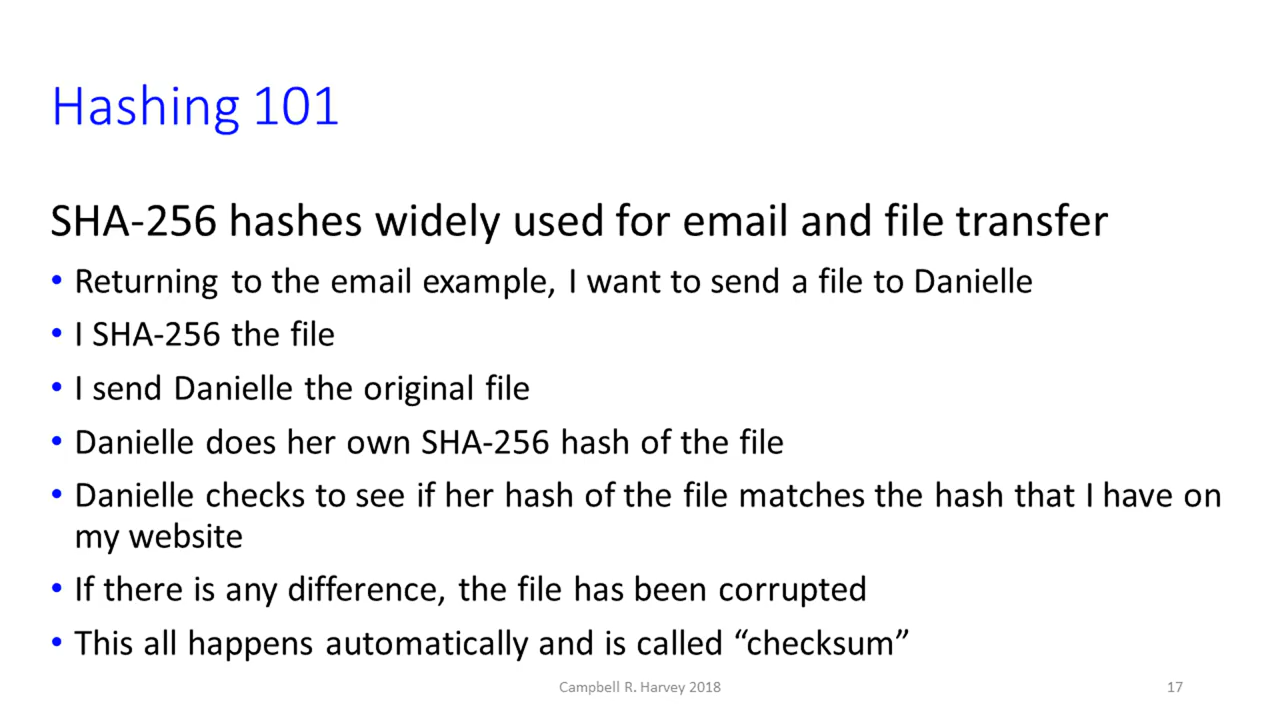 Hashing 101
SHA-256 hashes widely used for email and file transfer
• Returning to the email example, I want to send a file to Danielle
• I SHA-256 the file
• I send Danielle the original file
• Danielle does her own SHA-256 hash of the file
• Danielle checks to see if her hash of the file matches the hash that I have on
my website
• If there is any difference, the file has been corrupted
• This all happens automatically and is called “checksum”
Campbell R. Harvey 2018
17